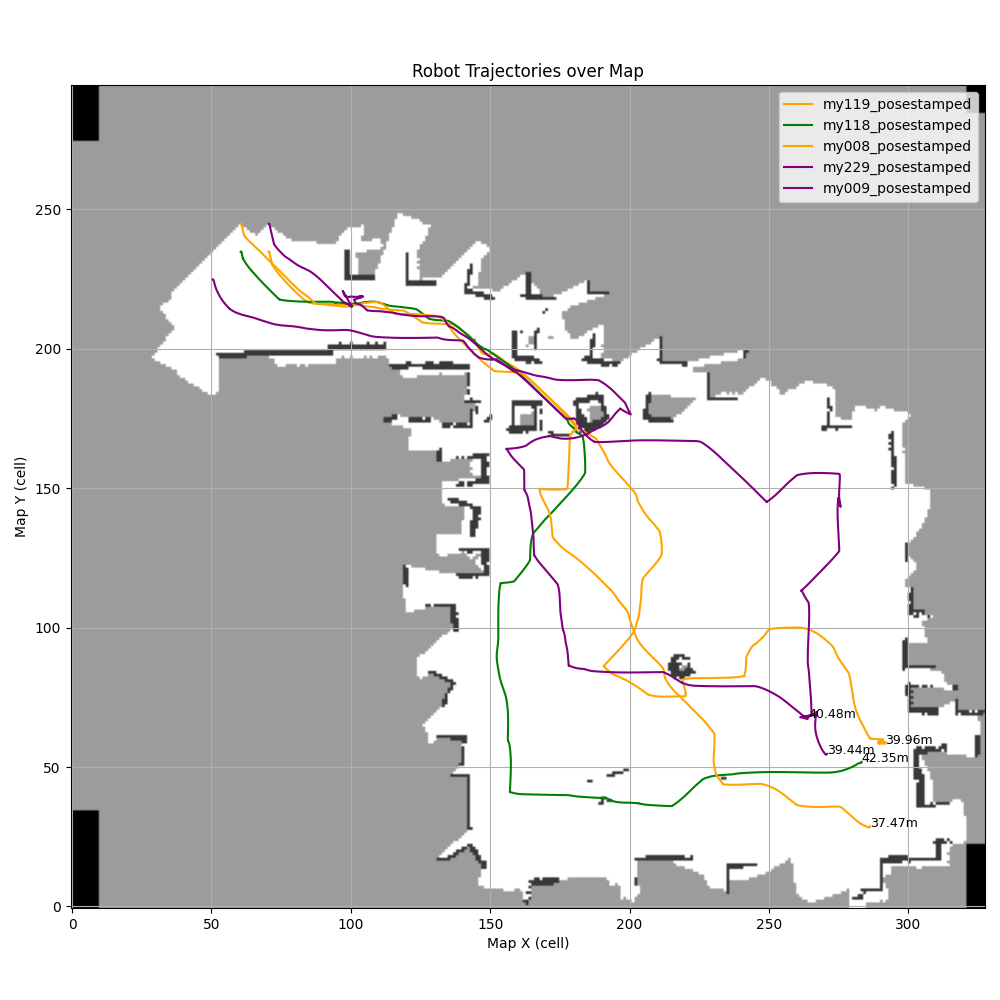 Robot Trajectories over Map
my119_posestamped
my118_posestamped
my008_posestamped
my229_posestamped
my009_posestamped
250
200
150
100
50
0
Map Y (cell)
40.48m
39.96m
39.44m
42.35m
37.47m
0 50 100 150 200 250 300
Map X (cell)